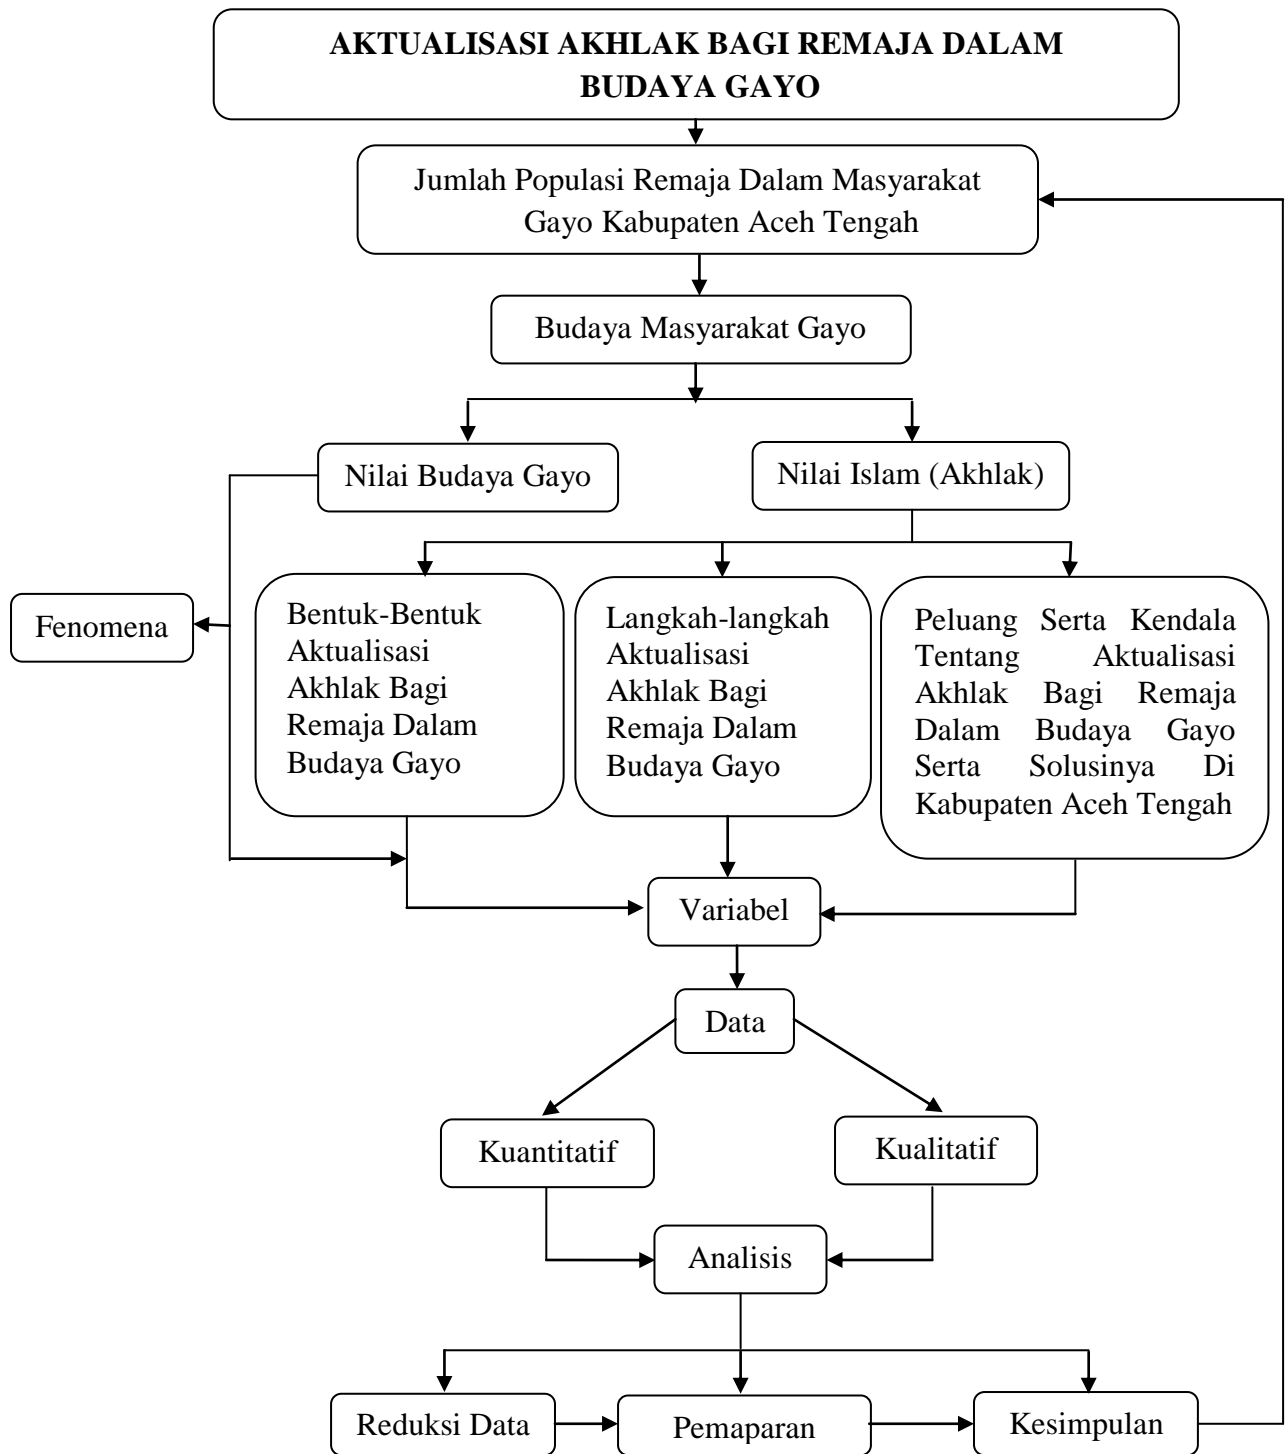 AKTUALISASI AKHLAK BAGI REMAJA DALAM
BUDAYA GAYO
Jumlah Populasi Remaja Dalam Masyarakat
Gayo Kabupaten Aceh Tengah
Budaya Masyarakat Gayo
Nilai Budaya Gayo
Nilai Islam (Akhlak)
Fenomena
Bentuk-Bentuk
Aktualisasi
Akhlak Bagi
Remaja Dalam
Budaya Gayo
Langkah-langkah
Aktualisasi
Akhlak Bagi
Remaja Dalam
Budaya Gayo
Peluang Serta Kendala
Tentang Aktualisasi
Akhlak Bagi Remaja
Dalam Budaya Gayo
Serta Solusinya Di
Kabupaten Aceh Tengah
Variabel
Data
Kuantitatif
Kualitatif
Analisis
Reduksi Data
Pemaparan
Kesimpulan